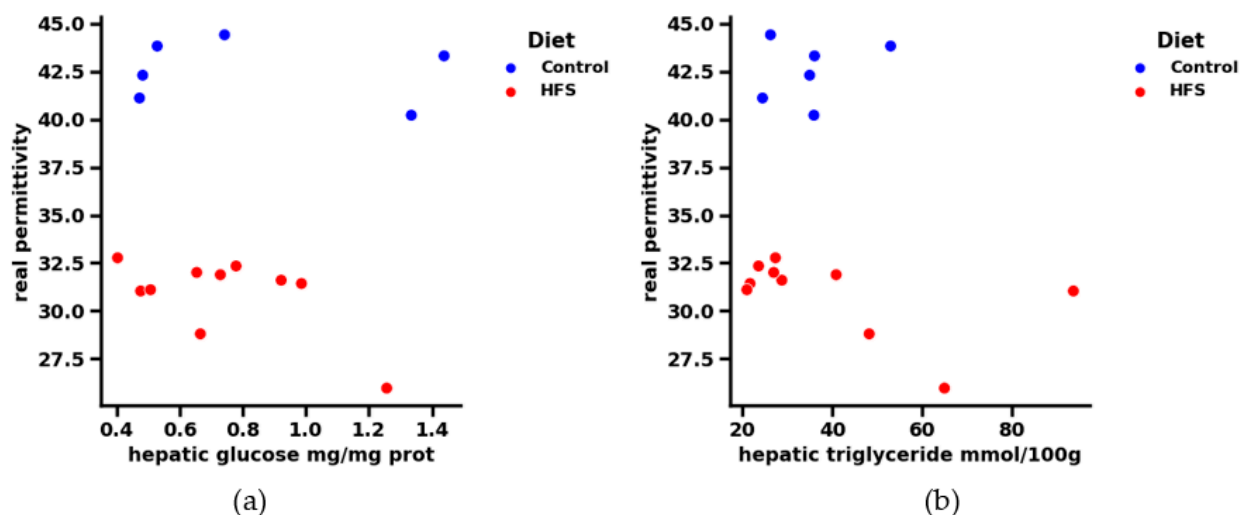 45.0
42.5
40.0
37.5
35.0
32.5
30.0
27.5
real permittivity
0.4 0.6 0.8 1.0 1.2 1.4
hepatic glucose mg/mg prot
Diet
Control
HFS
(a)
45.0
42.5
40.0
37.5
35.0
32.5
30.0
27.5
real permittivity
20 40 60 80
hepatic triglyceride mmol/100g
Diet
Control
HFS
(b)